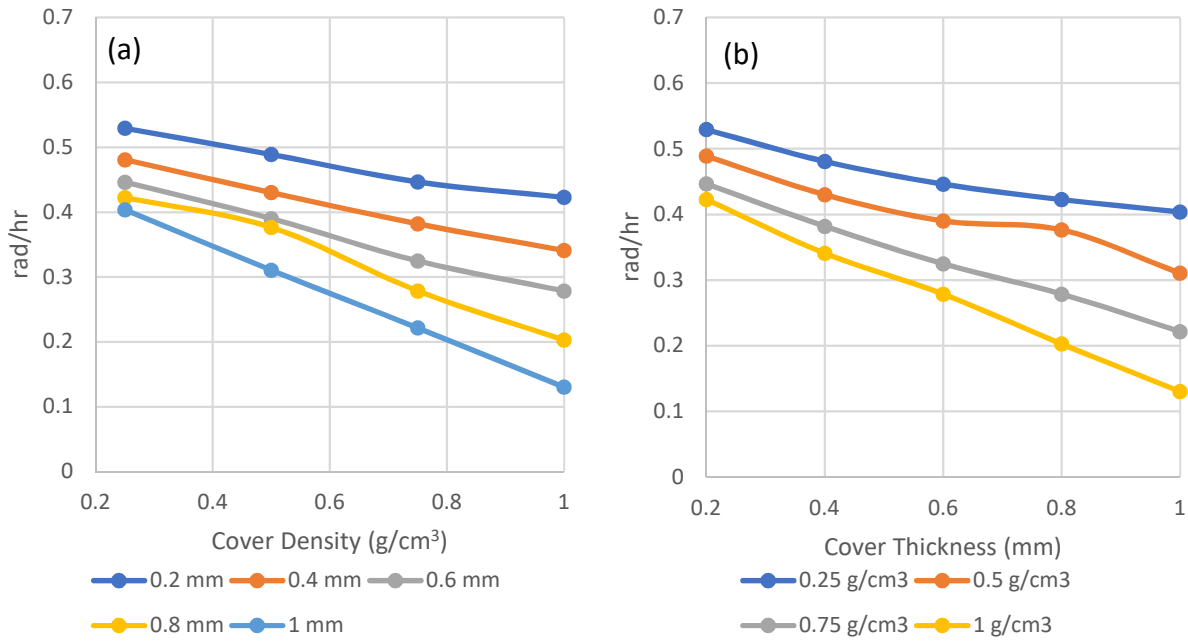 (a)
0.7
0.6
0.5
0.4
0.3
0.2
0.1
0
rad/hr
0.2 0.4 0.6 0.8 1
Cover Density (g/cm³)
0.2 mm 0.4 mm 0.6 mm
0.8 mm 1 mm
(b)
0.7
0.6
0.5
0.4
0.3
0.2
0.1
0
rad/hr
0.2 0.4 0.6 0.8 1
Cover Thickness (mm)
0.25 g/cm3 0.5 g/cm3
0.75 g/cm3 1 g/cm3